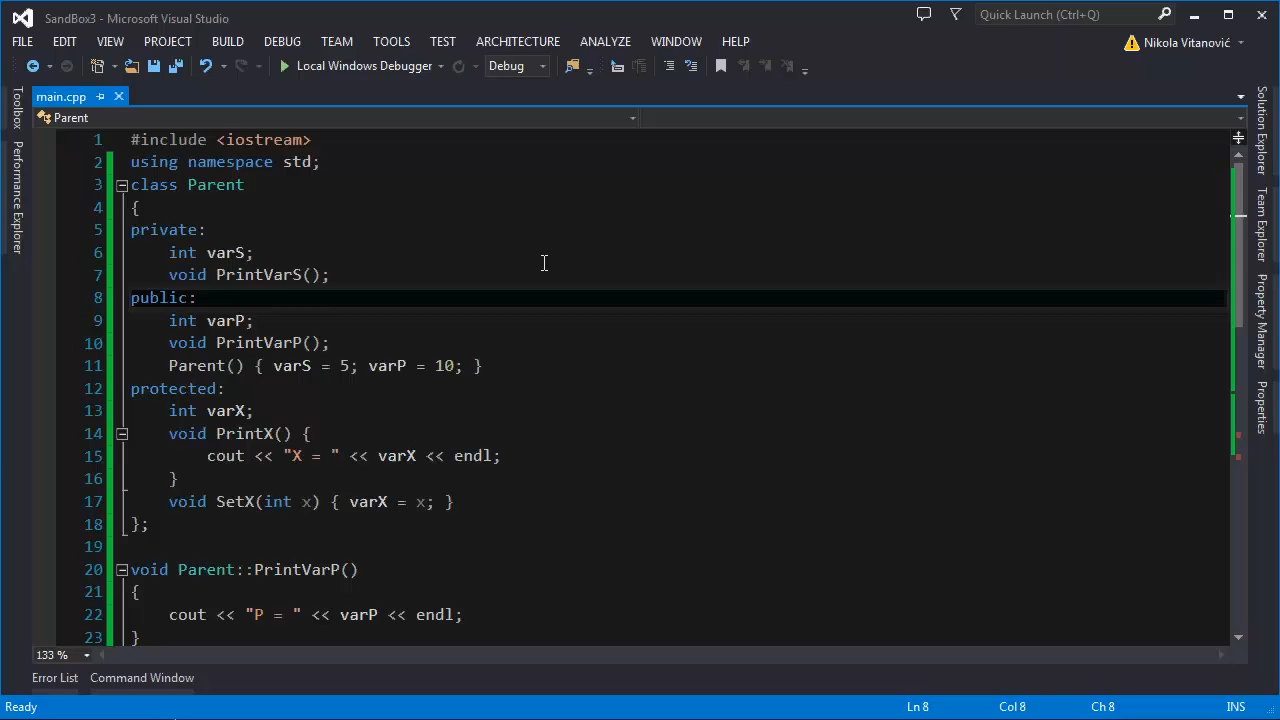 SandBox3 - Microsoft Visual Studio
Quick Launch (Ctrl+Q)
FILE EDIT VIEW PROJECT BUILD DEBUG TEAM TOOLS TEST ARCHITECTURE ANALYZE WINDOW HELP
Nikola Vitanović
Local Windows Debugger
Debug
main.cpp
Parent
1 #include <iostream>
2 using namespace std;
3 class Parent
4 {
5 private:
6 int varS;
7 void PrintVarS();
8 public:
9 int varP;
10 void PrintVarP();
11 Parent() { varS = 5; varP = 10; }
12 protected:
13 int varX;
14 void PrintX() {
15 cout << "X = " << varX << endl;
16 }
17 void SetX(int x) { varX = x; }
18 };
19
20 void Parent::PrintVarP()
21 {
22 cout << "P = " << varP << endl;
23 }
133 %
Toolbox
Performance Explorer
Solution Explorer
Team Explorer
Property Manager
Properties
Error List Command Window
Ready
Ln 8 Col 8 Ch 8 INS